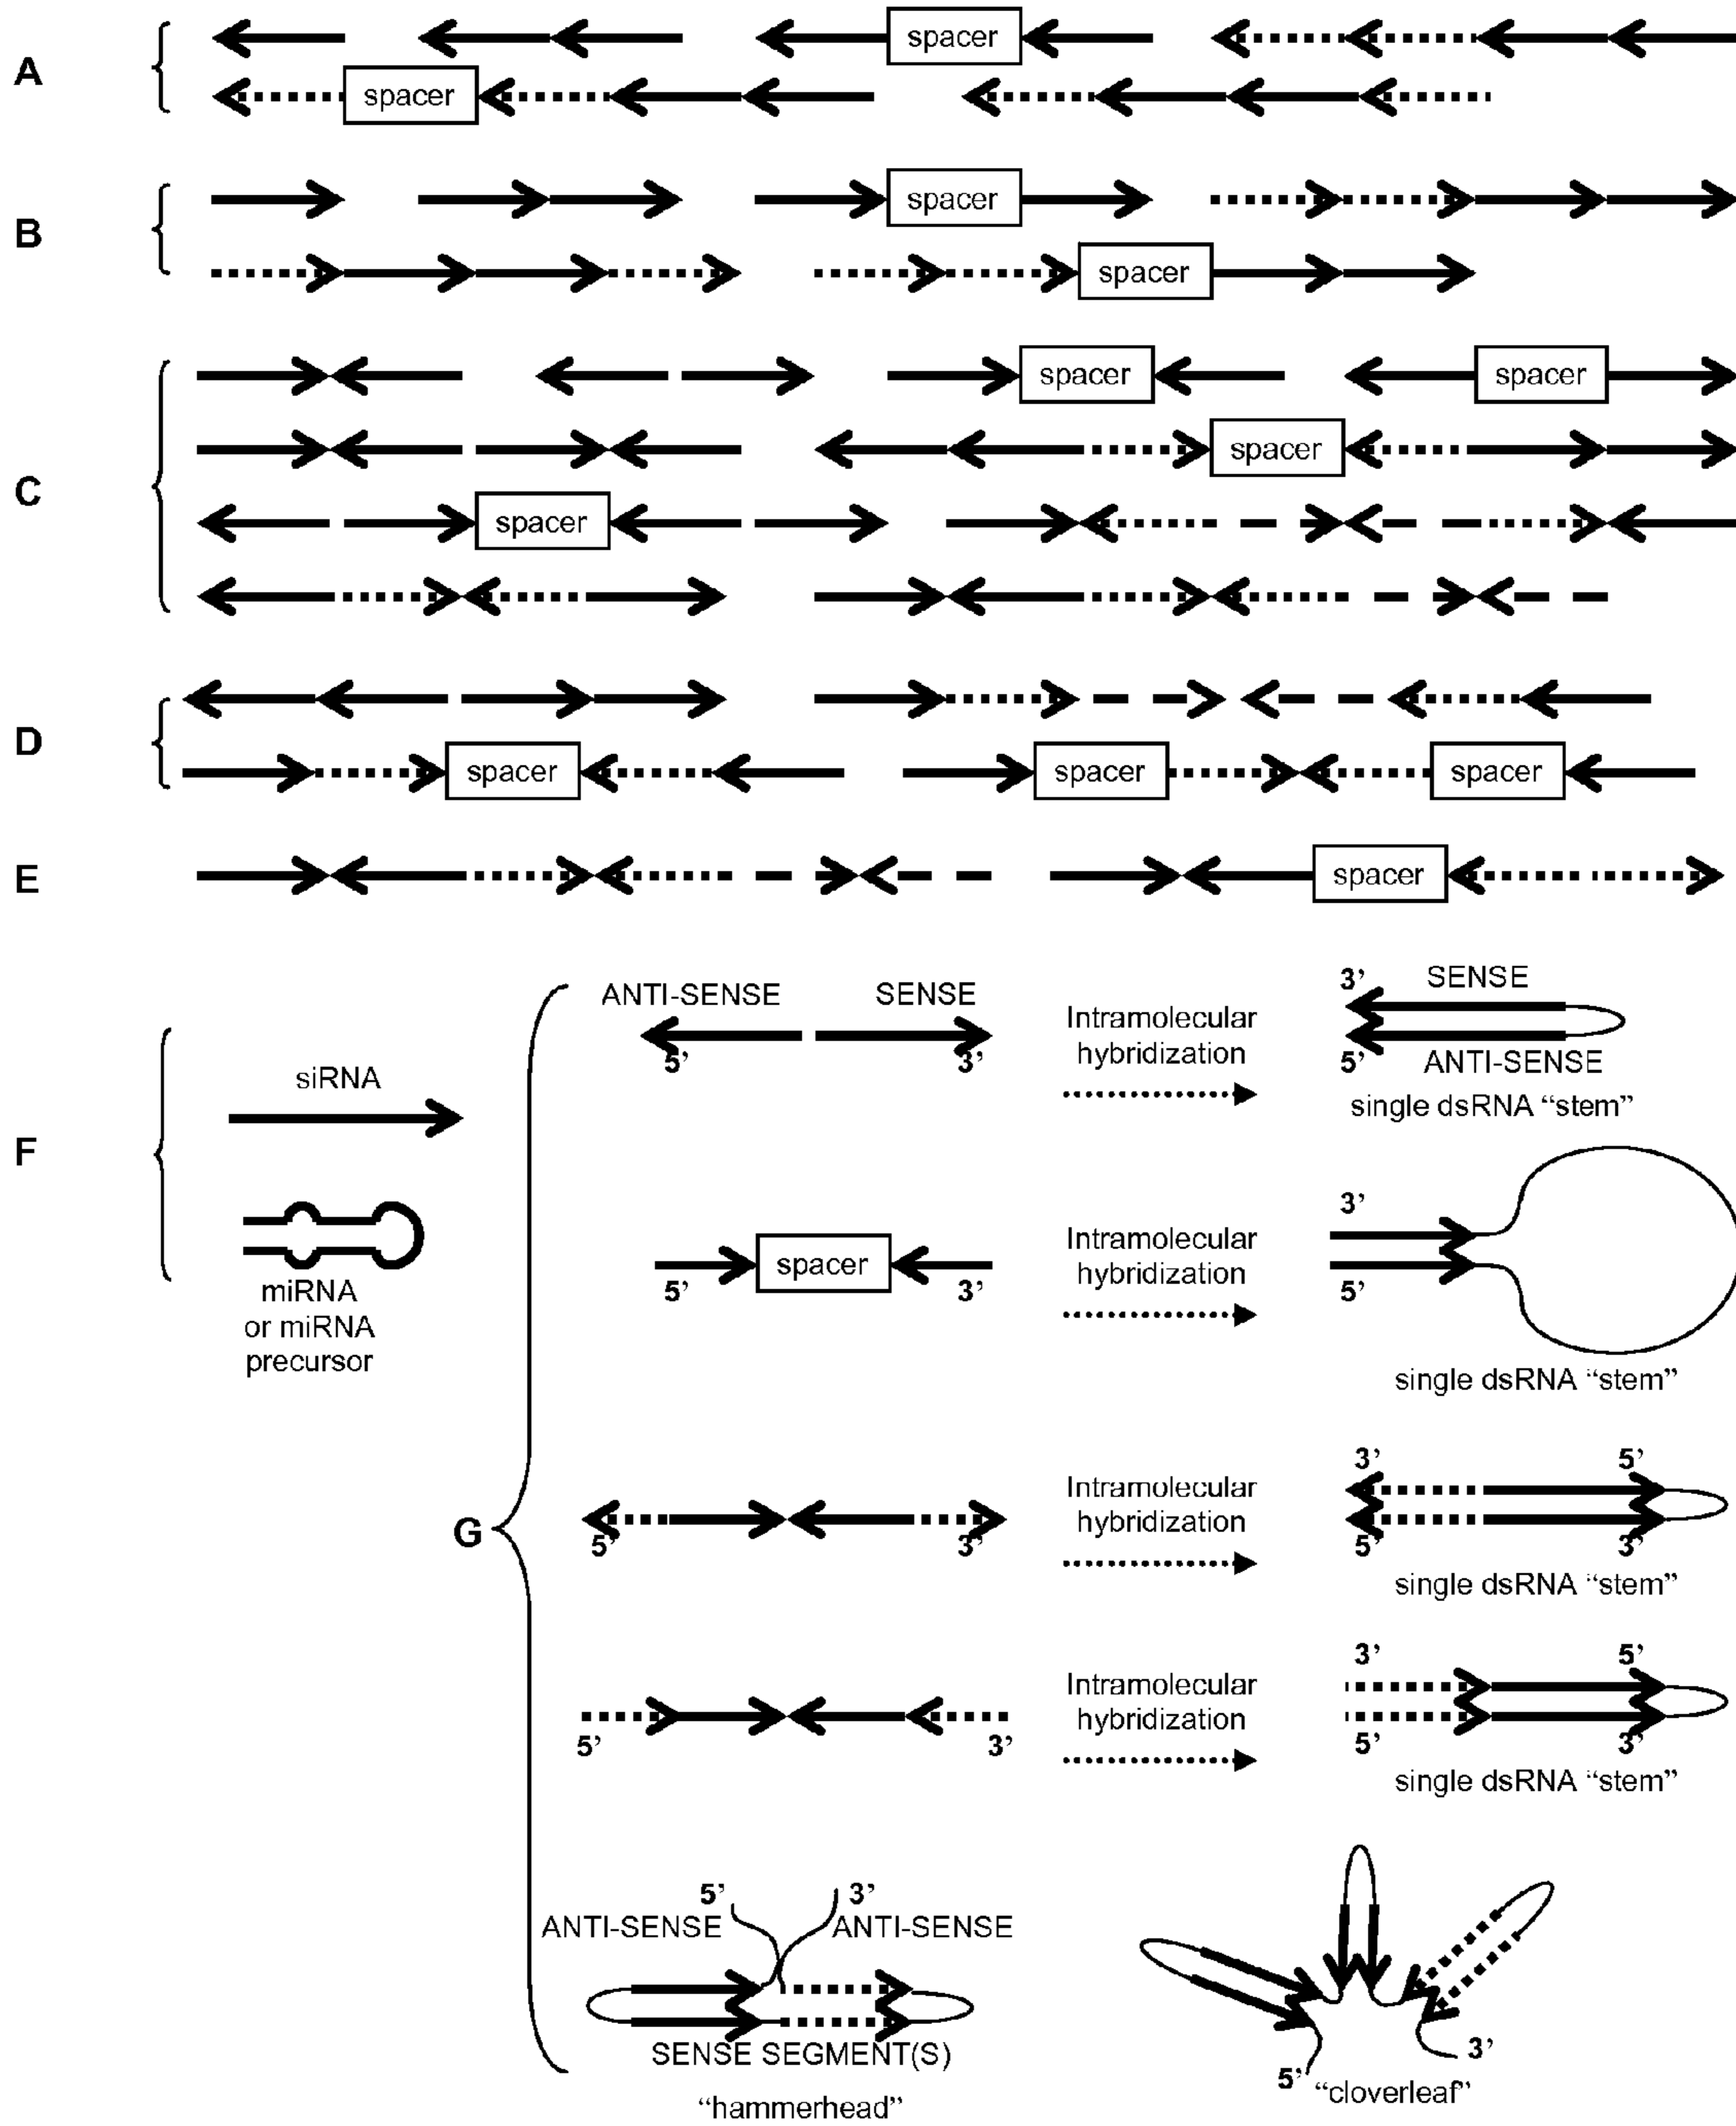 A
spacer
spacer
B
spacer
spacer
C
spacer
spacer
spacer
spacer
D
spacer
spacer
spacer
E
spacer
F
siRNA
miRNA
or miRNA
precursor
G
ANTI-SENSE SENSE
5’ 3’
Intramolecular
hybridization
3’ SENSE
5’ ANTI-SENSE
single dsRNA “stem”
spacer
5’ 3’
Intramolecular
hybridization
3’
5’
single dsRNA “stem”
5’ 3’
Intramolecular
hybridization
3’ 5’
5’ 3’
single dsRNA “stem”
5’ 3’
Intramolecular
hybridization
3’ 5’
5’ 3’
single dsRNA “stem”
5’ 3’
ANTI-SENSE ANTI-SENSE
SENSE SEGMENT(S)
“hammerhead”
3’
5’ “cloverleaf”